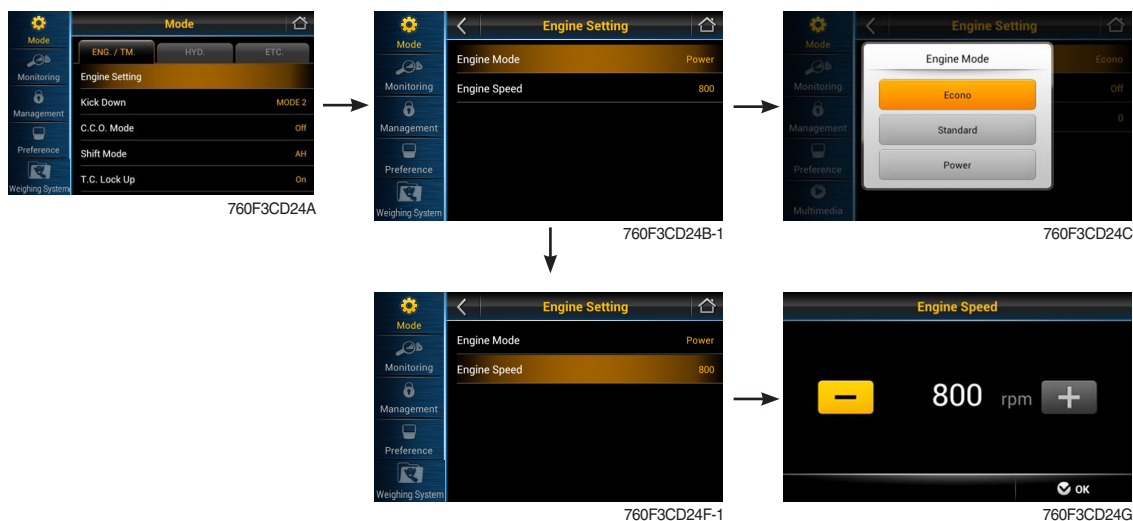 Mode
Mode
Monitoring
Management
Preference
Weighing System
ENG. / TM.
HYD.
ETC.
Engine Setting
Kick Down MODE 2
C.C.O. Mode Off
Shift Mode AH
T.C. Lock Up On
760F3CD24A
Engine Setting
Mode
Monitoring
Management
Preference
Weighing System
Engine Mode Power
Engine Speed 800
760F3CD24B-1
Engine Setting
Mode
Monitoring
Management
Preference
Multimedia
Econo
Off
0
Engine Mode
Econo
Standard
Power
760F3CD24C
Engine Setting
Mode
Monitoring
Management
Preference
Weighing System
Engine Mode Power
Engine Speed 800
760F3CD24F-1
Engine Speed
800 rpm
OK
760F3CD24G